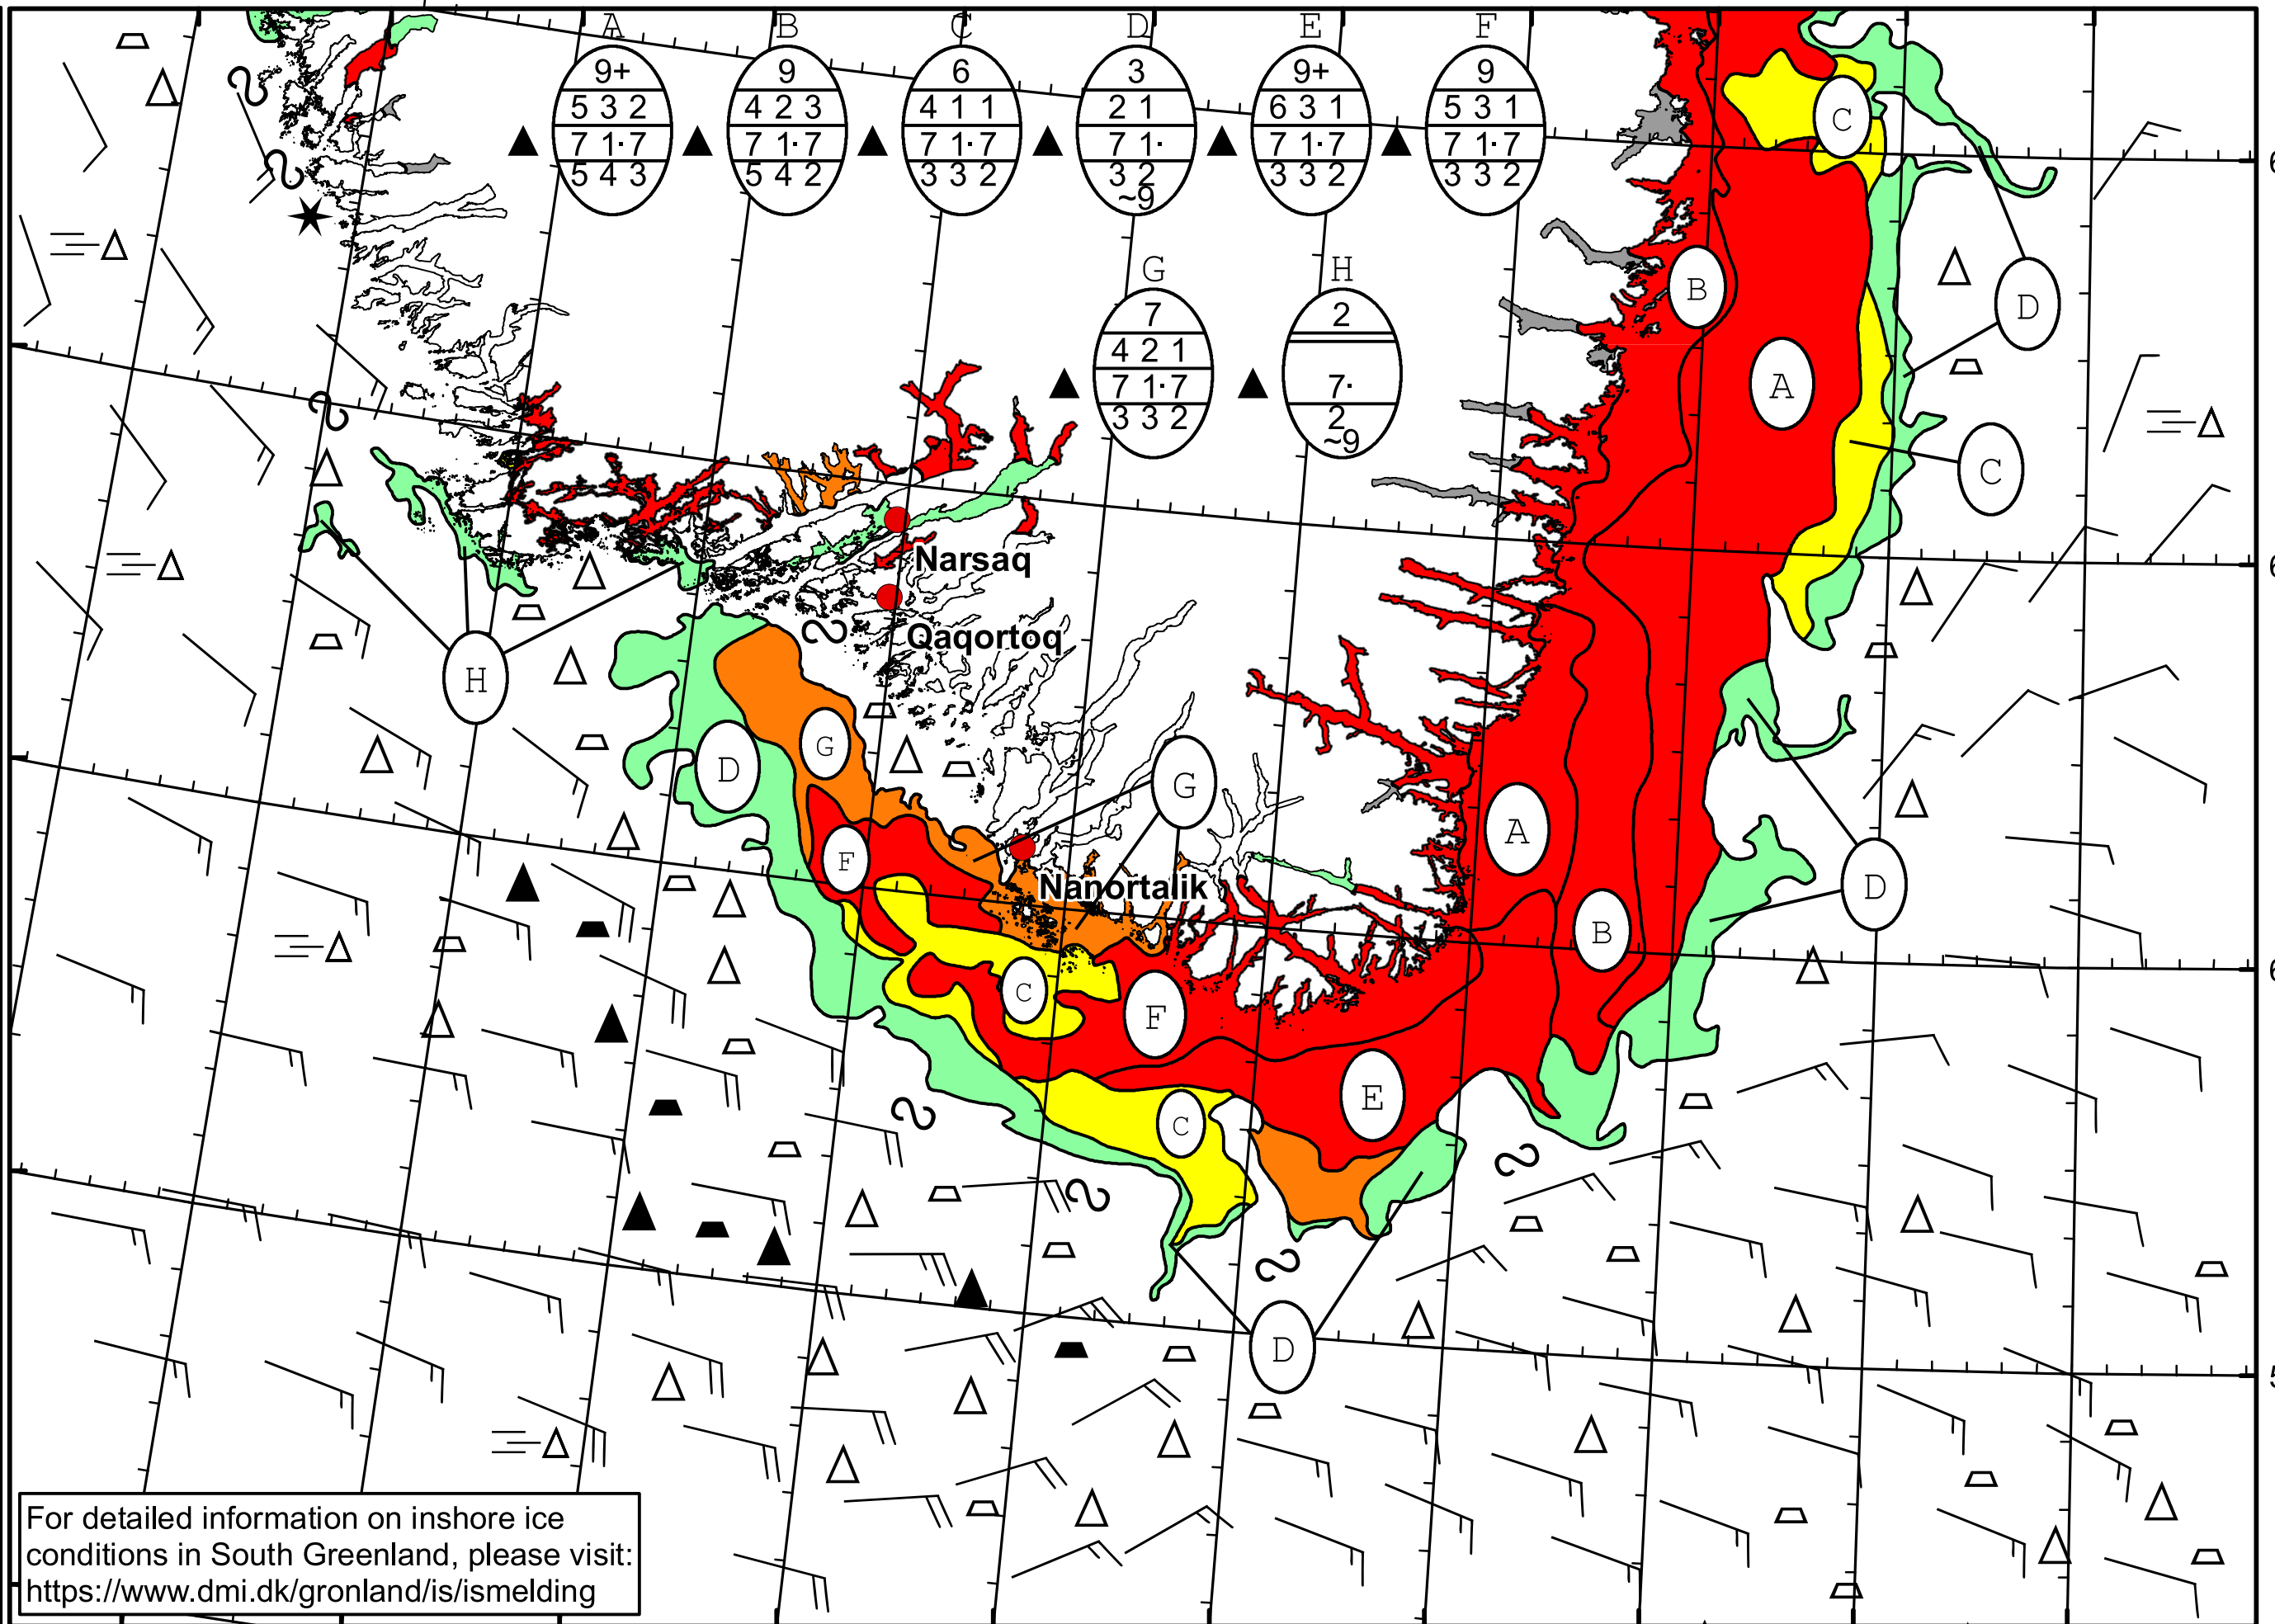 A B C D E F
9+ 9 6 3 9+ 9
5 3 2 4 2 3 4 1 1 2 1 6 3 1 5 3 1
7 1· 7 7 1· 7 7 1· 7 7 1· 7 1· 7 7 1· 7
5 4 3 5 4 2 3 3 2 3 2 3 3 2 3 3 2
~9
C
6
G H
7 2
4 2 1
7 1· 7 7·
3 3 2 2
~9
B
D
A
C
Narsaq
6
Qaqortoq
H
G
D
G
A
F
Nanortalik
D
B
6
C
F
E
C
D
5
For detailed information on inshore ice
conditions in South Greenland, please visit:
https://www.dmi.dk/gronland/is/ismelding